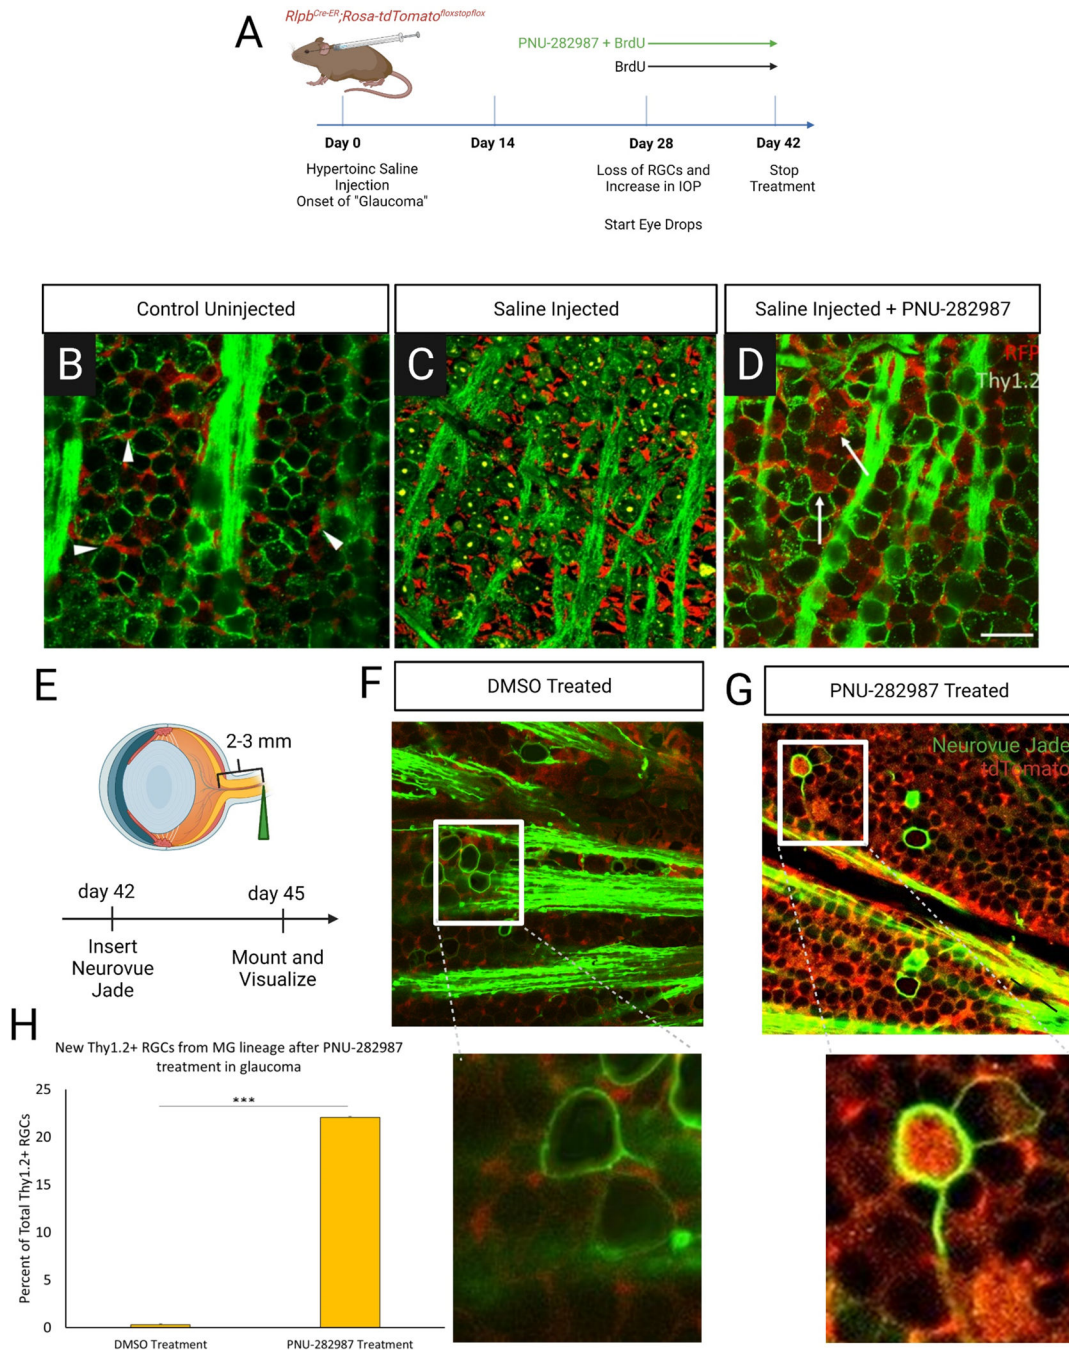 A
Rlpb^Cre-ER;Rosa-tdTomato^floxstopflox
PNU-282987 + BrdU
BrdU
Day 0
Day 14
Day 28
Day 42
Hypertoinc Saline
Injection
Onset of "Glaucoma"
Loss of RGCs and
Increase in IOP
Start Eye Drops
Stop
Treatment
Control Uninjected
Saline Injected
Saline Injected + PNU-282987
B
C
D
RFP
Thy1.2
E
2-3 mm
day 42
day 45
Insert
Neurovue
Jade
Mount and
Visualize
F
DMSO Treated
G
PNU-282987 Treated
Neurovue Jade
tdTomato
H
New Thy1.2+ RGCs from MG lineage after PNU-282987
treatment in glaucoma
Percent of Total Thy1.2+ RGCs
25
20
15
10
5
0
***
DMSO Treatment
PNU-282987 Treatment